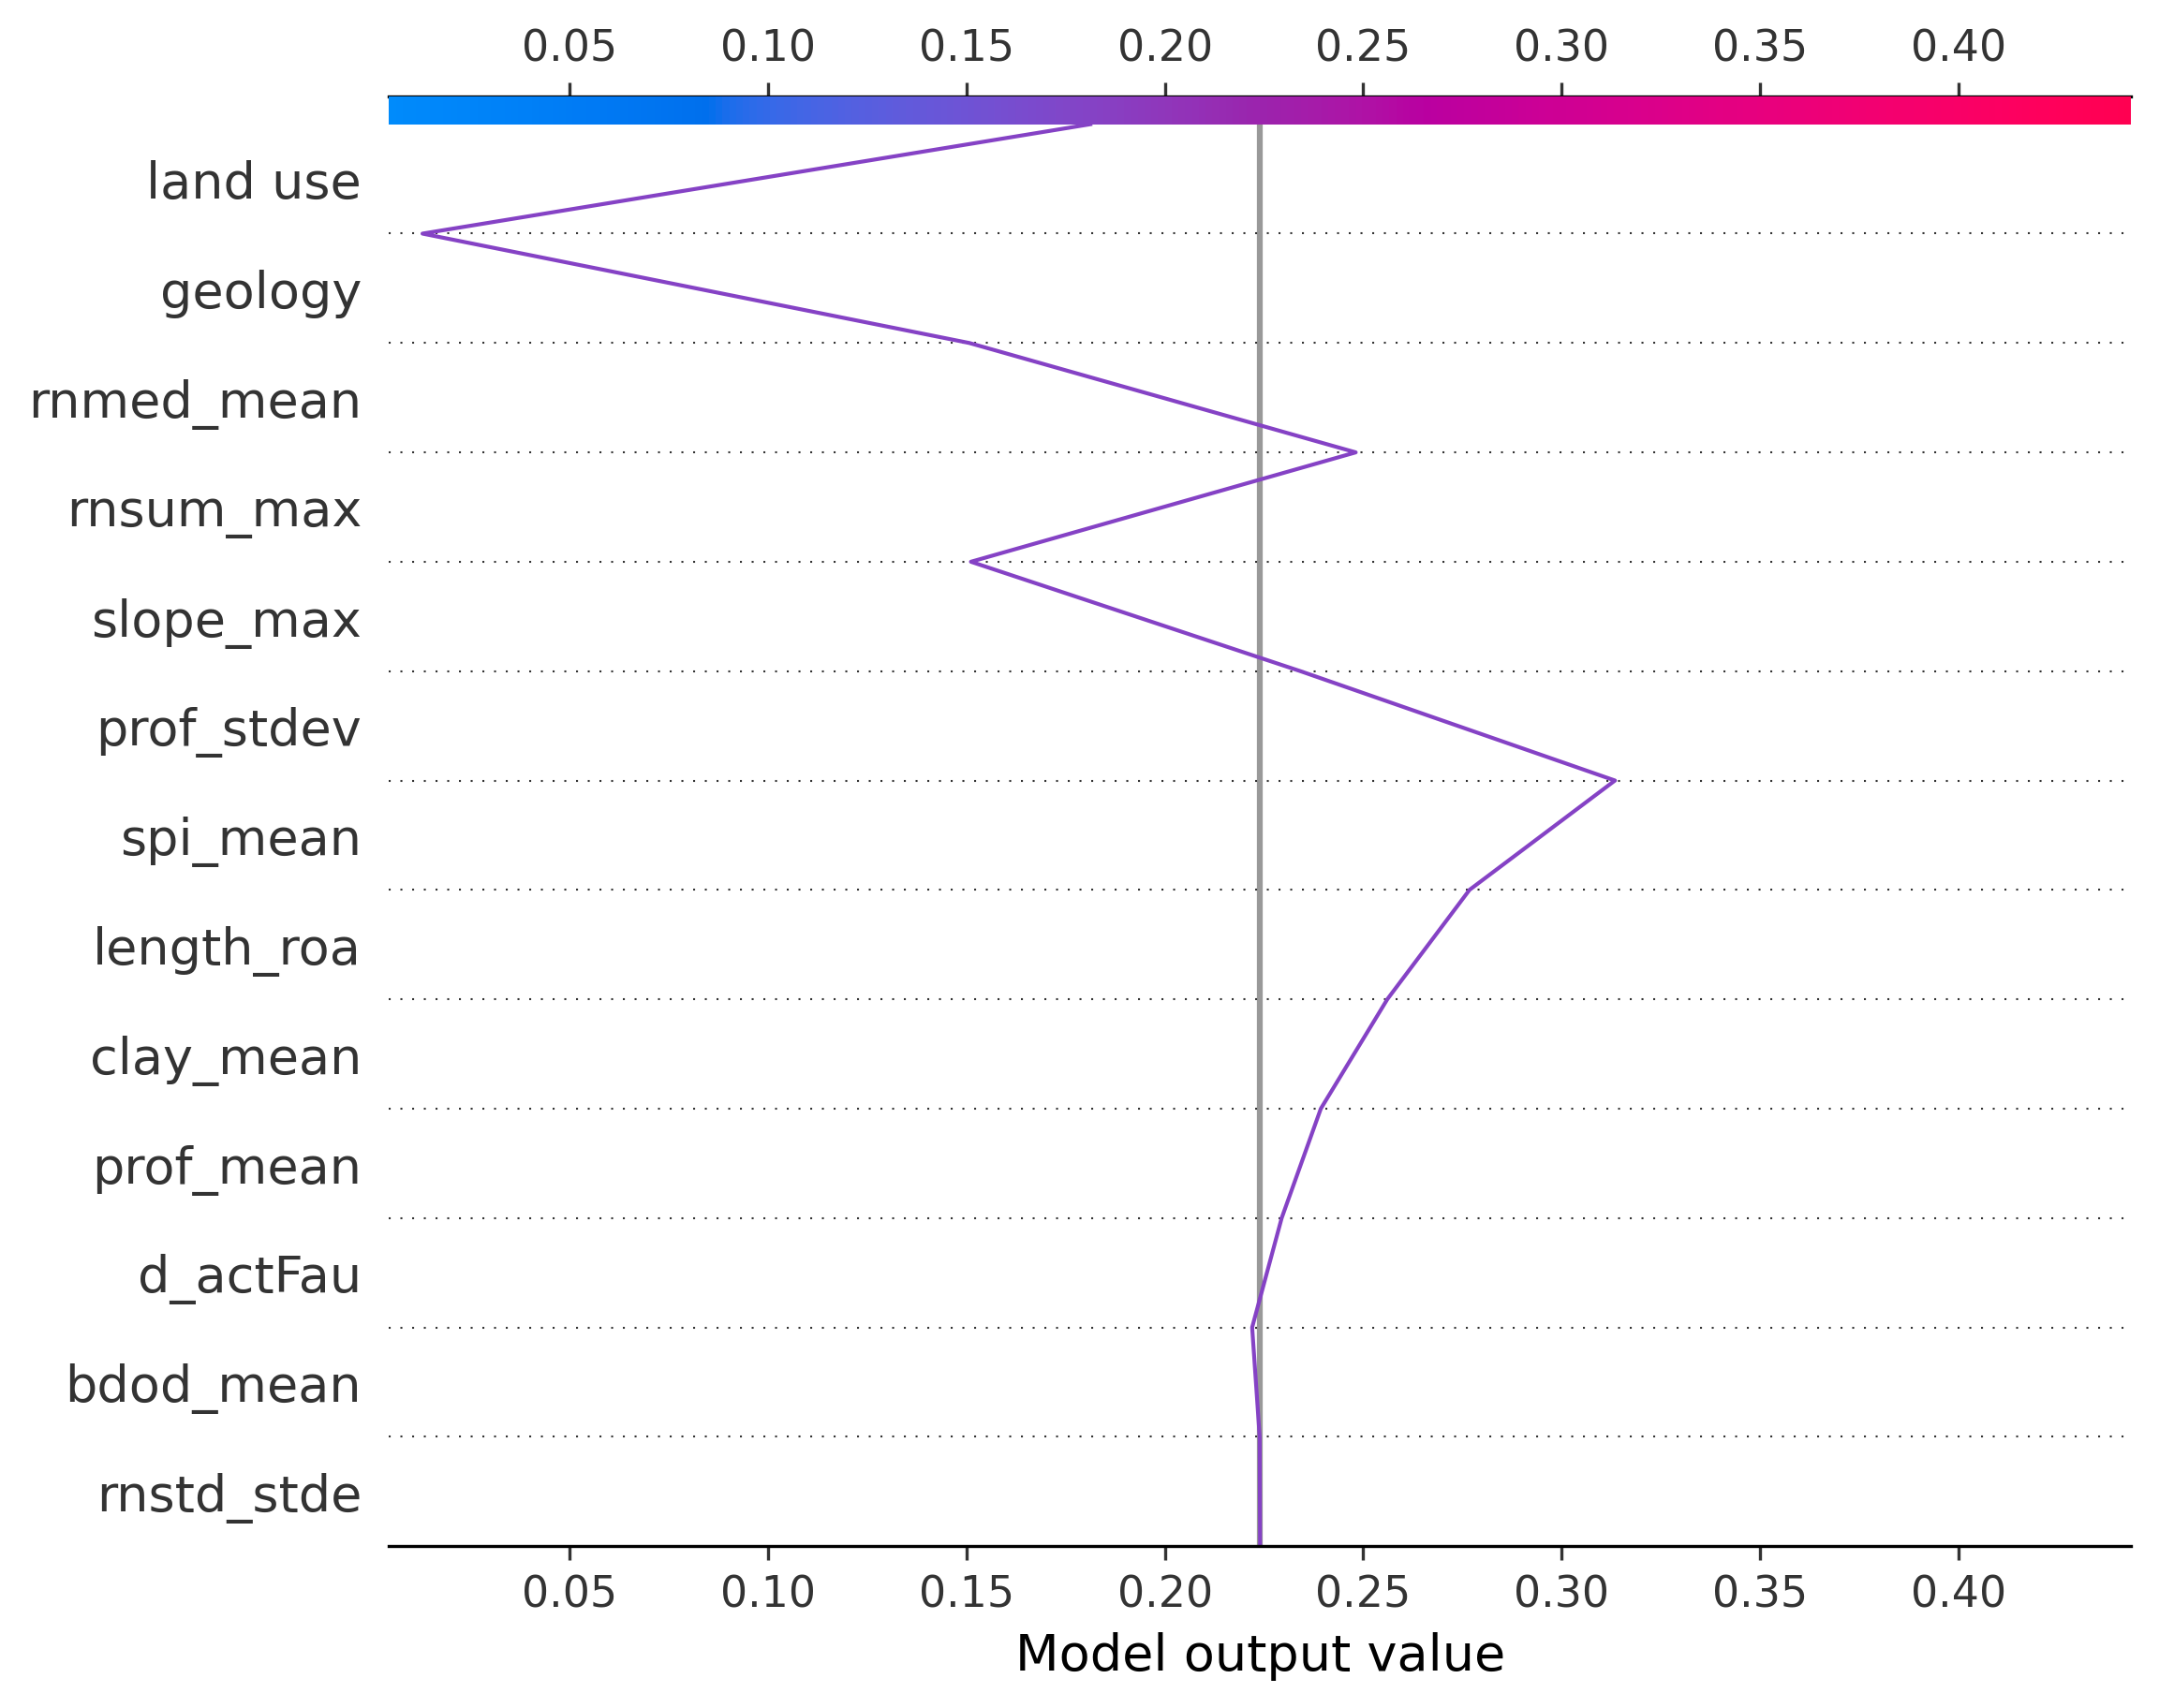 0.05 0.10 0.15 0.20 0.25 0.30 0.35 0.40
land use
geology
rnmed_mean
rnsum_max
slope_max
prof_stdev
spi_mean
length_roa
clay_mean
prof_mean
d_actFau
bdod_mean
rnstd_stde
0.05 0.10 0.15 0.20 0.25 0.30 0.35 0.40
Model output value